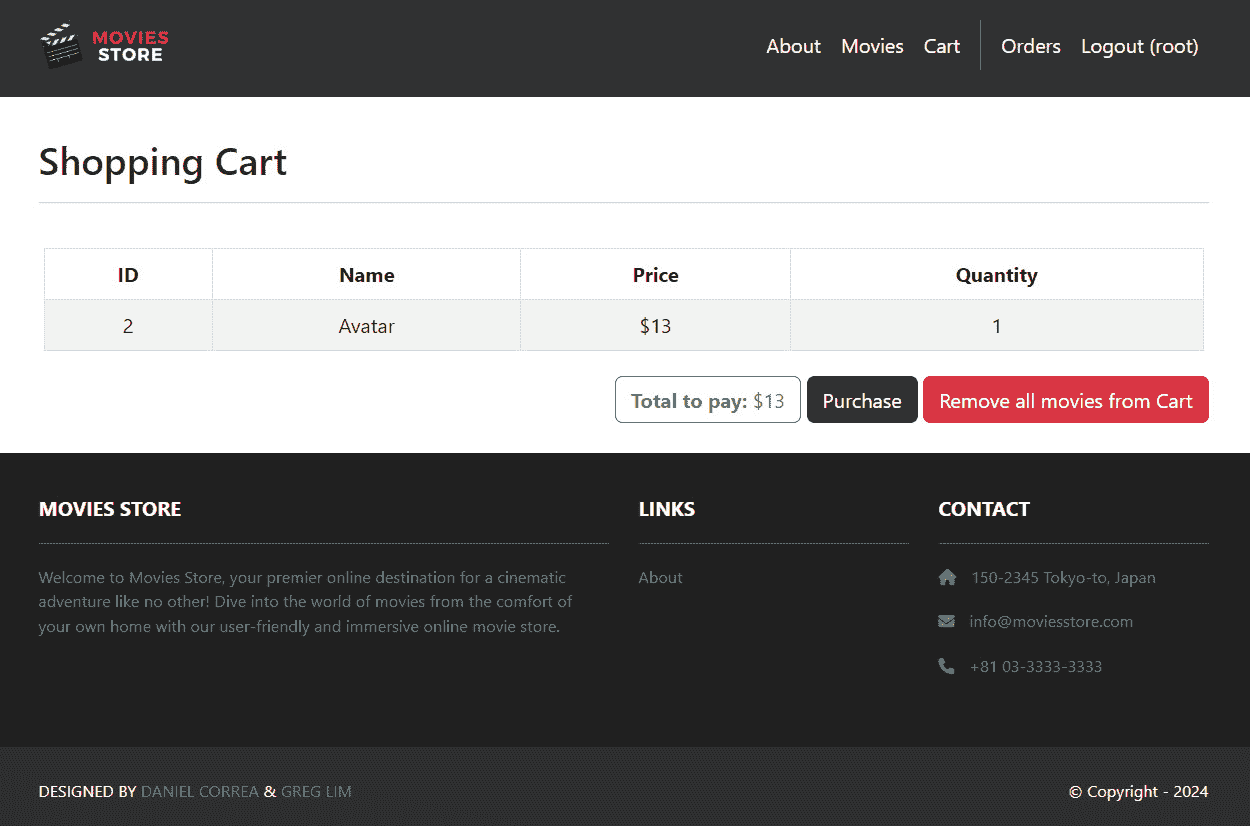 MOVIES
STORE
About Movies Cart Orders Logout (root)
Shopping Cart
ID Name Price Quantity
2 Avatar $13 1
Total to pay: $13 Purchase Remove all movies from Cart
MOVIES STORE
Welcome to Movies Store, your premier online destination for a cinematic
adventure like no other! Dive into the world of movies from the comfort of
your own home with our user-friendly and immersive online movie store.
LINKS
About
CONTACT
150-2345 Tokyo-to, Japan
info@moviesstore.com
+81 03-3333-3333
DESIGNED BY DANIEL CORREA & GREG LIM
© Copyright - 2024